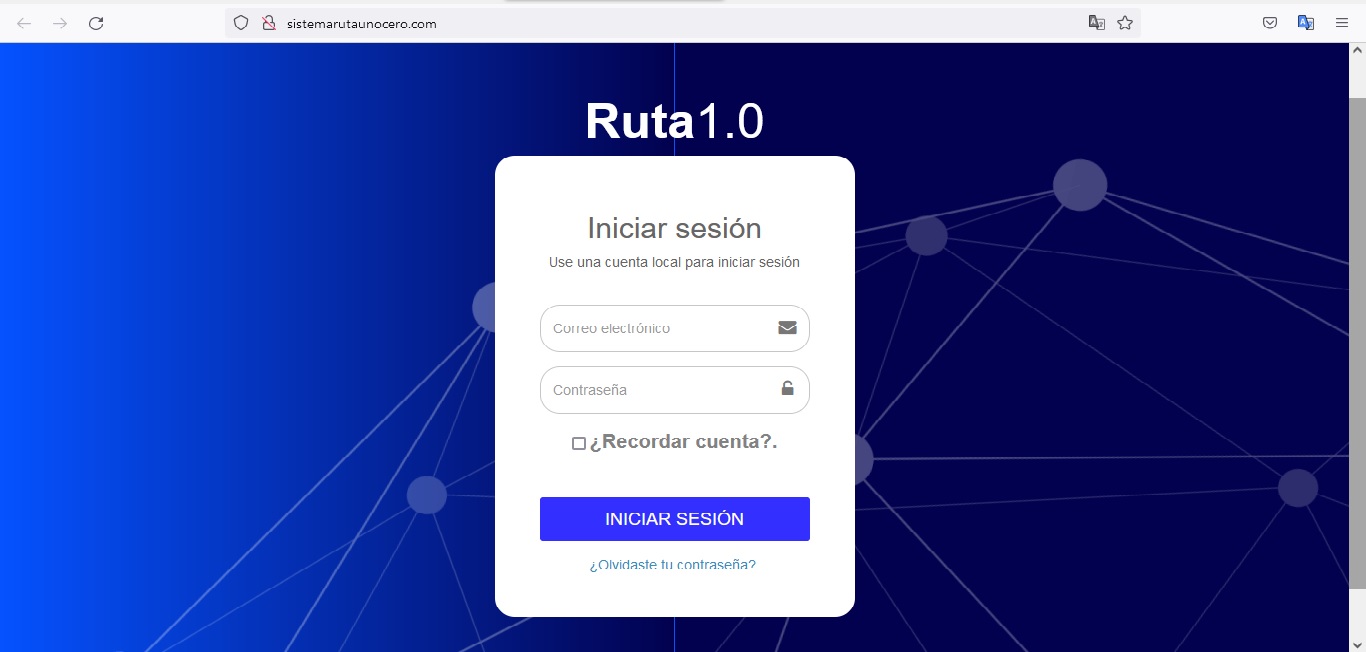 sistemarutaunocero.com
Ruta1.0
Iniciar sesión
Use una cuenta local para iniciar sesión
Correo electrónico
Contraseña
¿Recordar cuenta?.
INICIAR SESIÓN
¿Olvidaste tu contraseña?